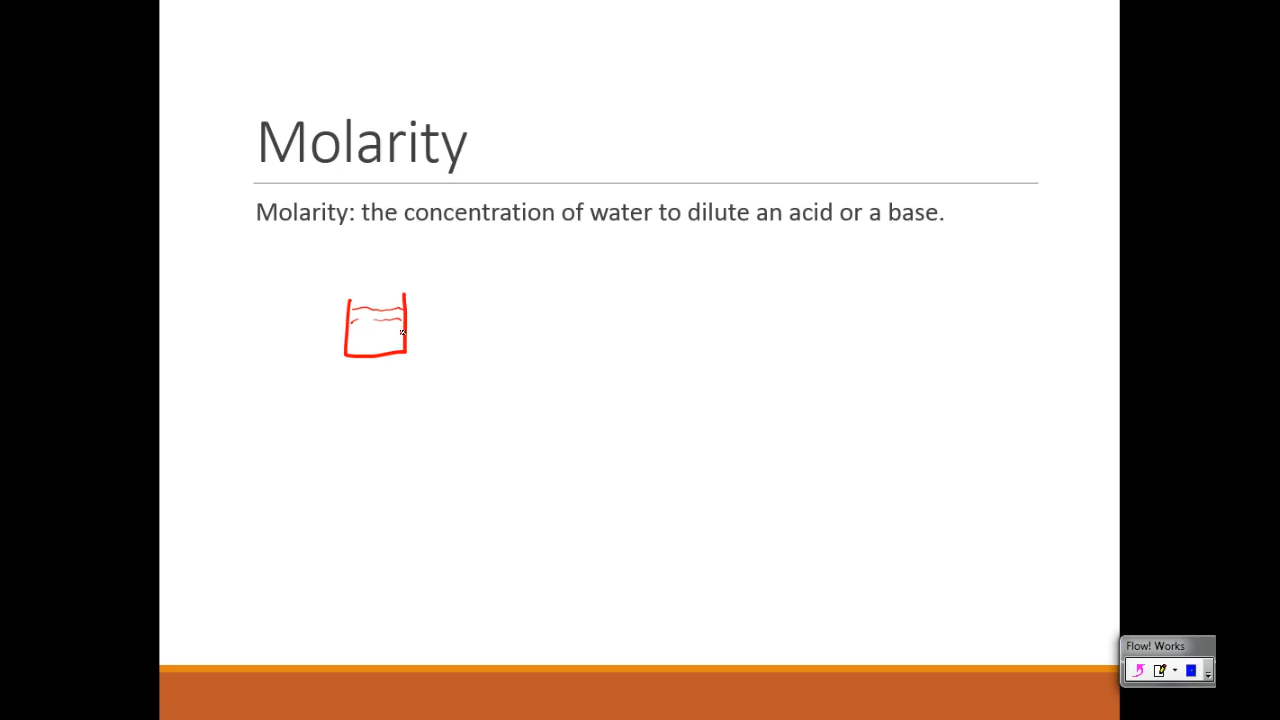 Molarity
Molarity: the concentration of water to dilute an acid or a base.
Flow! Works